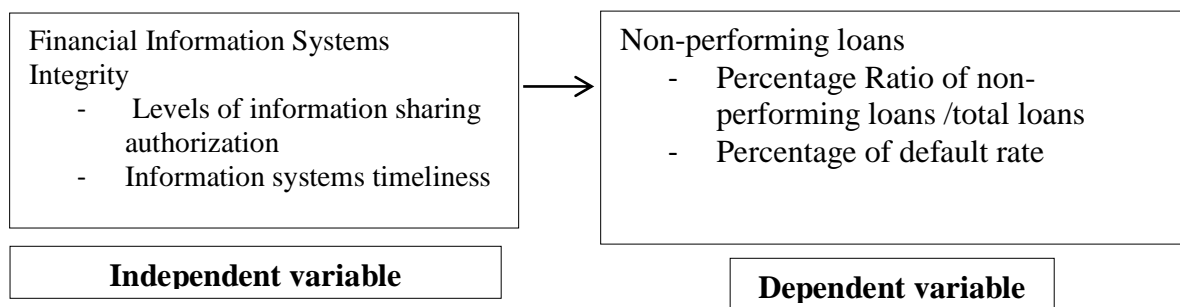 Financial Information Systems
Integrity
- Levels of information sharing
authorization
- Information systems timeliness
Independent variable
Non-performing loans
- Percentage Ratio of non-
performing loans /total loans
- Percentage of default rate
Dependent variable